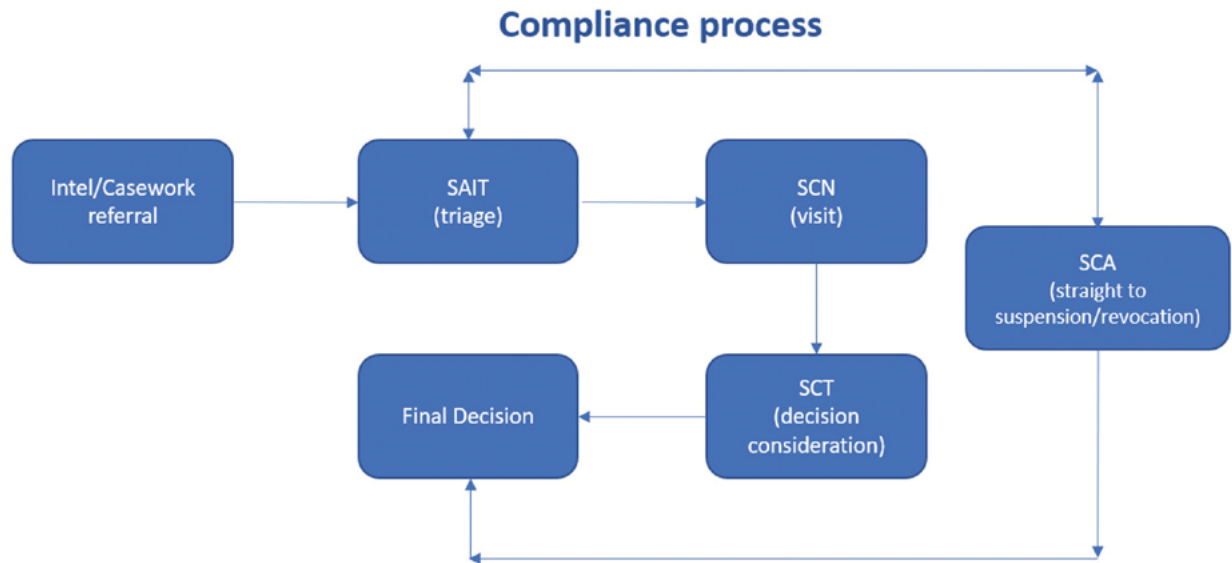 Compliance process
Intel/Casework
referral
SAIT
(triage)
SCN
(visit)
SCA
(straight to
suspension/revocation)
Final Decision
SCT
(decision
consideration)